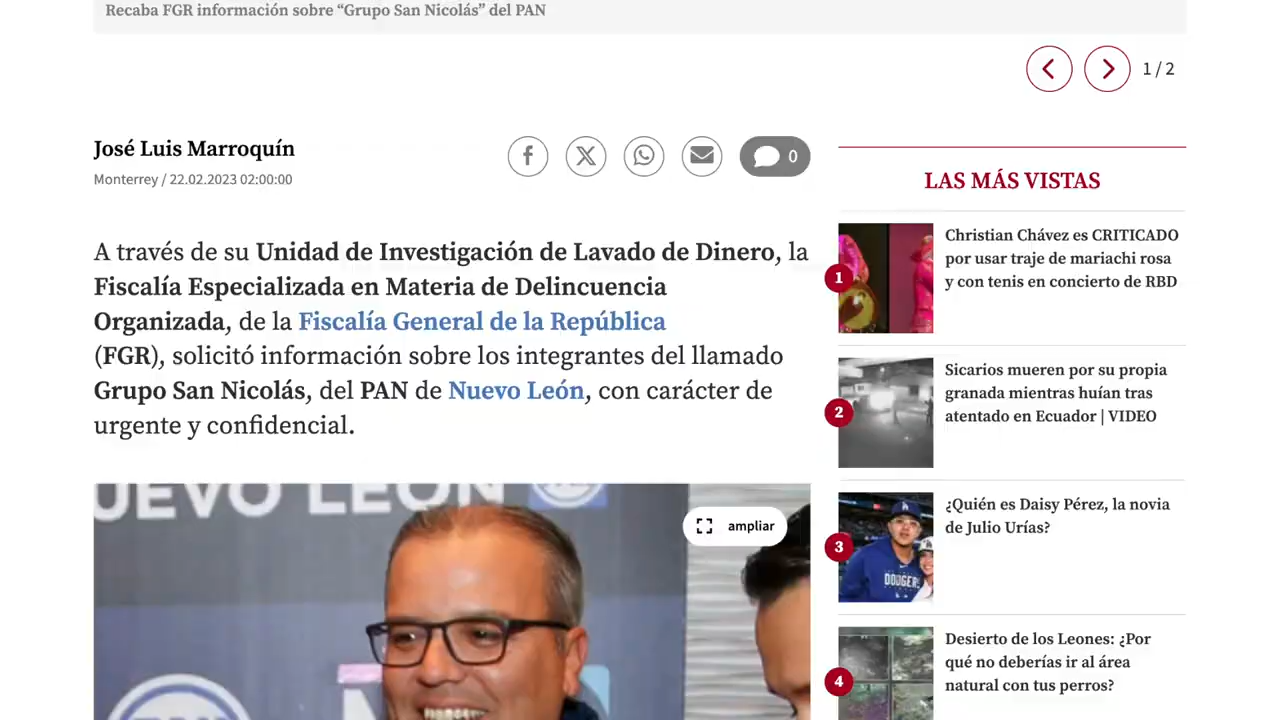 Recaba FGR información sobre “Grupo San Nicolás” del PAN
1 / 2
José Luis Marroquín
Monterrey / 22.02.2023 02:00:00
0
A través de su Unidad de Investigación de Lavado de Dinero, la
Fiscalía Especializada en Materia de Delincuencia
Organizada, de la Fiscalía General de la República
(FGR), solicitó información sobre los integrantes del llamado
Grupo San Nicolás, del PAN de Nuevo León, con carácter de
urgente y confidencial.
UEVO LEÓN
ampliar
LAS MÁS VISTAS
1
Christian Chávez es CRITICADO
por usar traje de mariachi rosa
y con tenis en concierto de RBD
2
Sicarios mueren por su propia
granada mientras huían tras
atentado en Ecuador | VIDEO
3
DODGERS
¿Quién es Daisy Pérez, la novia
de Julio Urías?
4
Desierto de los Leones: ¿Por
qué no deberías ir al área
natural con tus perros?